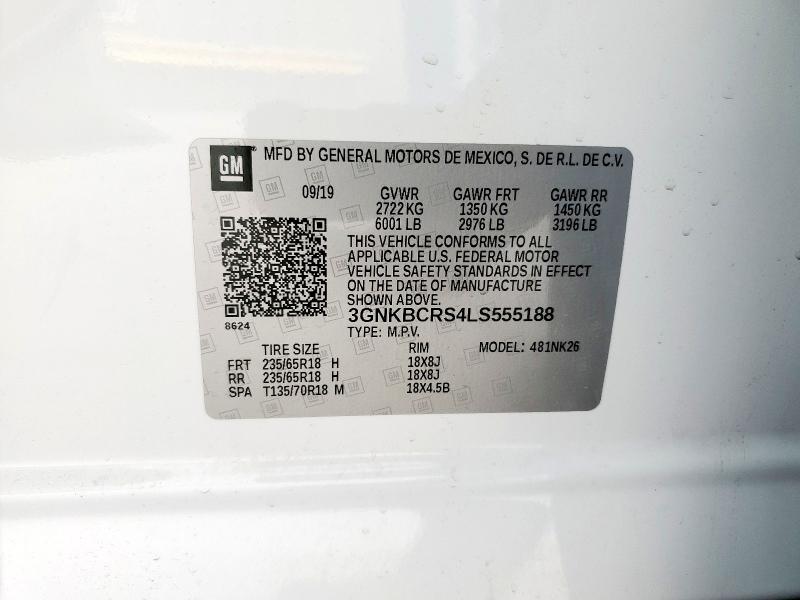 GM ® MFD BY GENERAL MOTORS DE MEXICO, S. DE R.L. DE C.V.
09/19 GVWR GAWR FRT GAWR RR
2722 KG 1350 KG 1450 KG
6001 LB 2976 LB 3196 LB
THIS VEHICLE CONFORMS TO ALL
APPLICABLE U.S. FEDERAL MOTOR
VEHICLE SAFETY STANDARDS IN EFFECT
ON THE DATE OF MANUFACTURE
SHOWN ABOVE.
3GNKBCRS4LS555188
8624 TYPE: M.P.V.
TIRE SIZE RIM MODEL: 481NK26
FRT 235/65R18 H 18X8J
RR 235/65R18 H 18X8J
SPA T135/70R18 M 18X4.5B